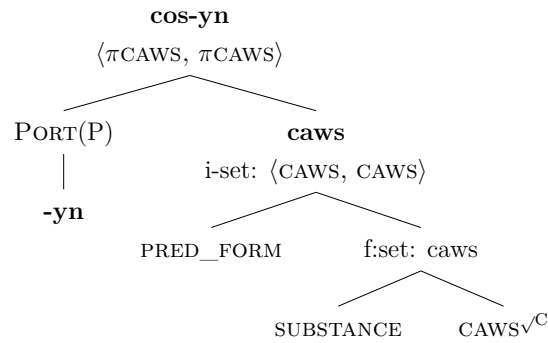 cos-yn
⟨πCAWS, πCAWS⟩
PORT(P)
caws
i-set: ⟨CAWS, CAWS⟩
-yn
PRED_FORM
f:set: caws
SUBSTANCE
CAWS√C